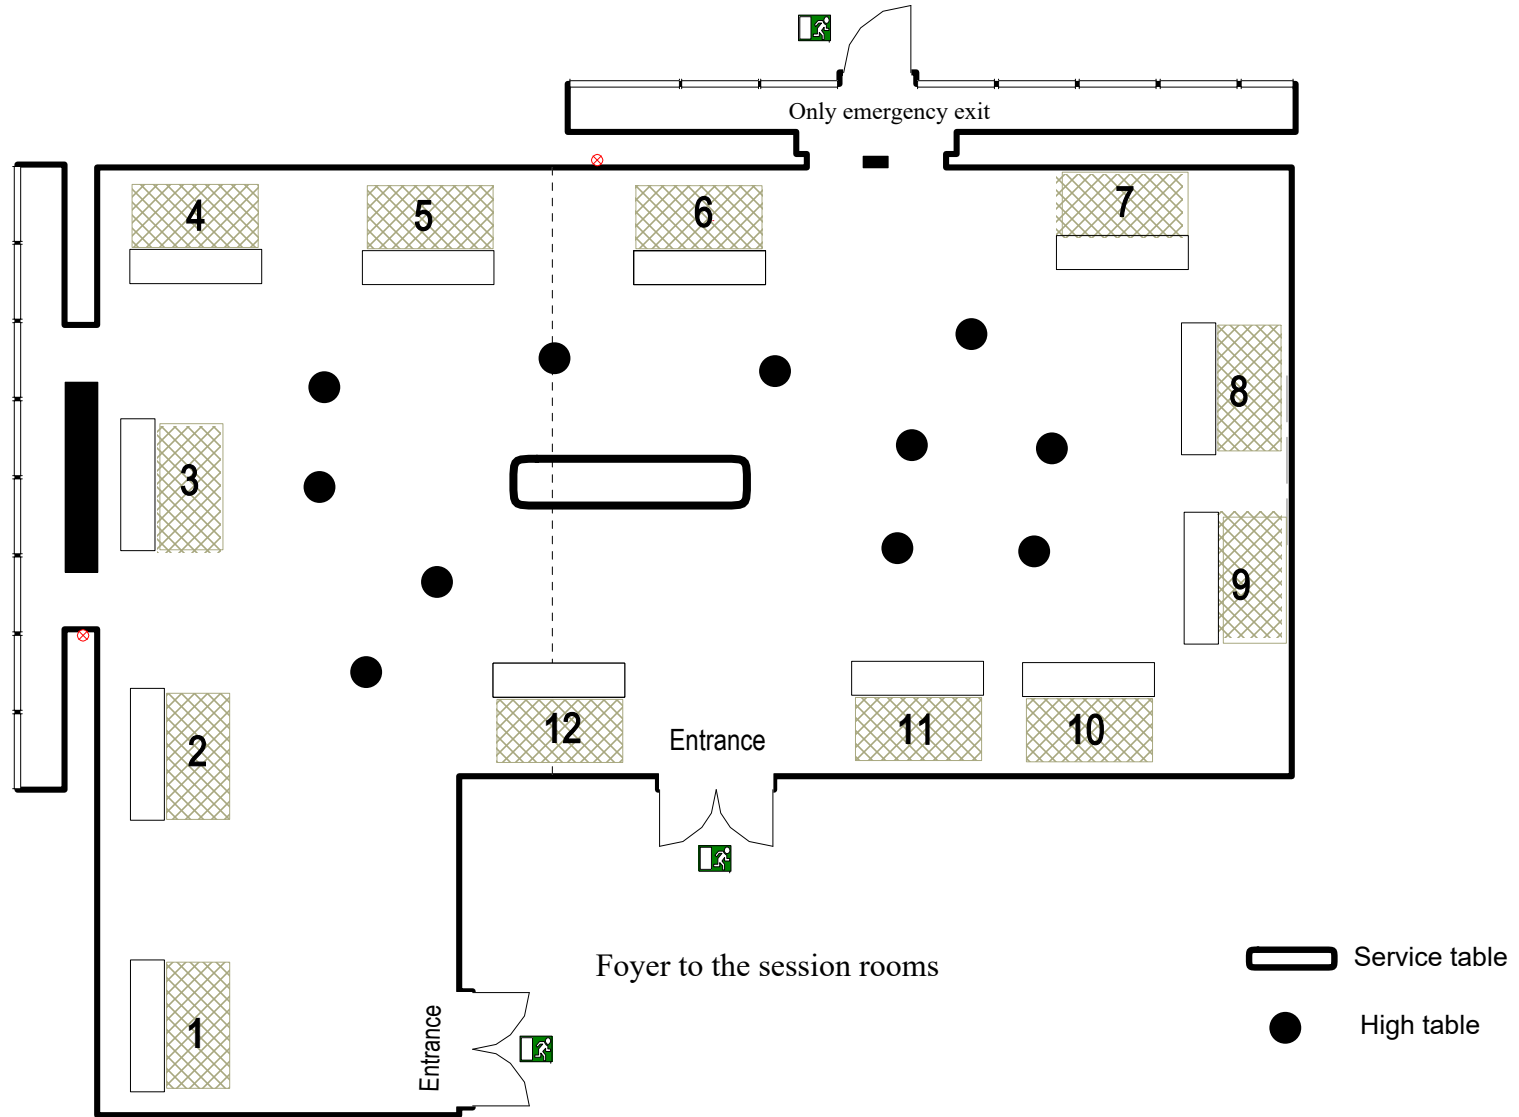 Only emergency exit
4
5
6
7
8
3
9
2
12
Entrance
11
10
Foyer to the session rooms
Service table
1
Entrance
High table